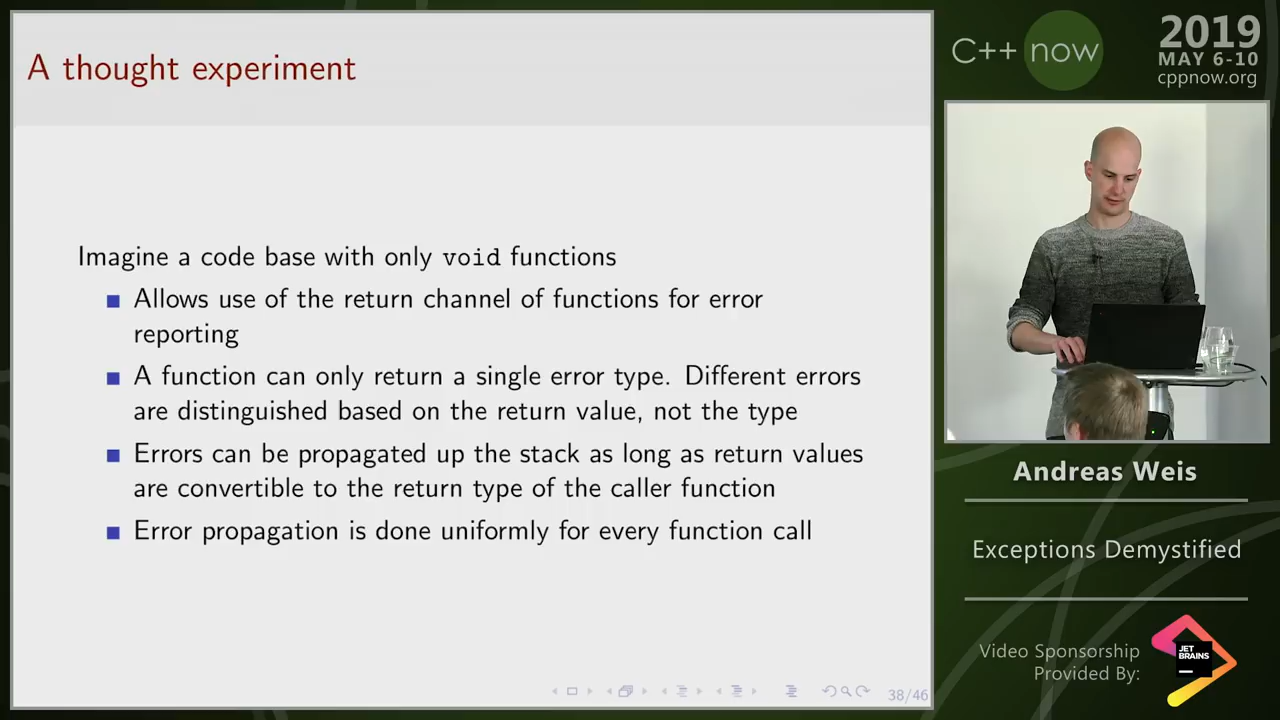 A thought experiment
Imagine a code base with only void functions
Allows use of the return channel of functions for error
reporting
A function can only return a single error type. Different errors
are distinguished based on the return value, not the type
Errors can be propagated up the stack as long as return values
are convertible to the return type of the caller function
Error propagation is done uniformly for every function call
38/46
C++ now
2019
MAY 6-10
cppnow.org
Andreas Weis
Exceptions Demystified
Video Sponsorship
Provided By:
JET
BRAINS